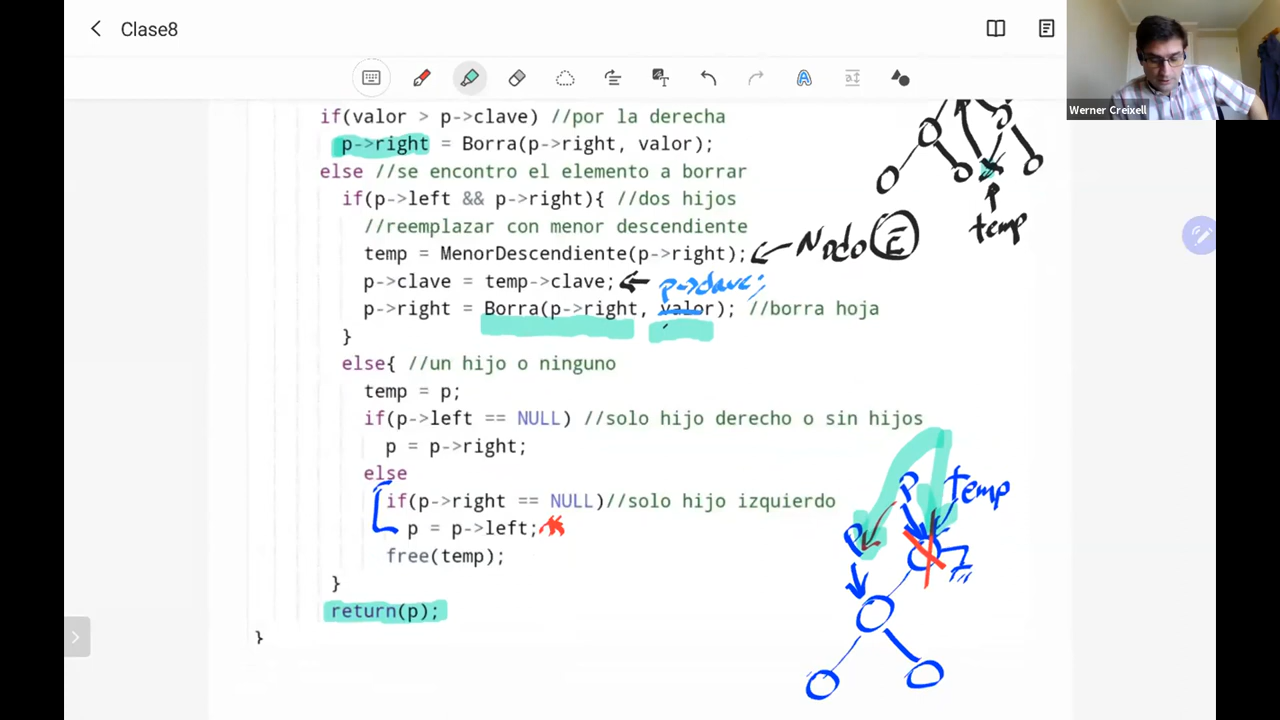 Clase8
Werner Creixell
if(valor > p->clave) //por la derecha
p->right = Borra(p->right, valor);
else //se encontro el elemento a borrar
if(p->left && p->right){ //dos hijos
//reemplazar con menor descendiente
temp
temp = MenorDescendiente(p->right); ← Nodo E
p->clave = temp->clave; ← p->clave;
p->right = Borra(p->right, valor); //borra hoja
}
else{ //un hijo o ninguno
temp = p;
if(p->left == NULL) //solo hijo derecho o sin hijos
p = p->right;
else
P temp
if(p->right == NULL)//solo hijo izquierdo
p = p->left;
P
free(temp);
}
return(p);
}